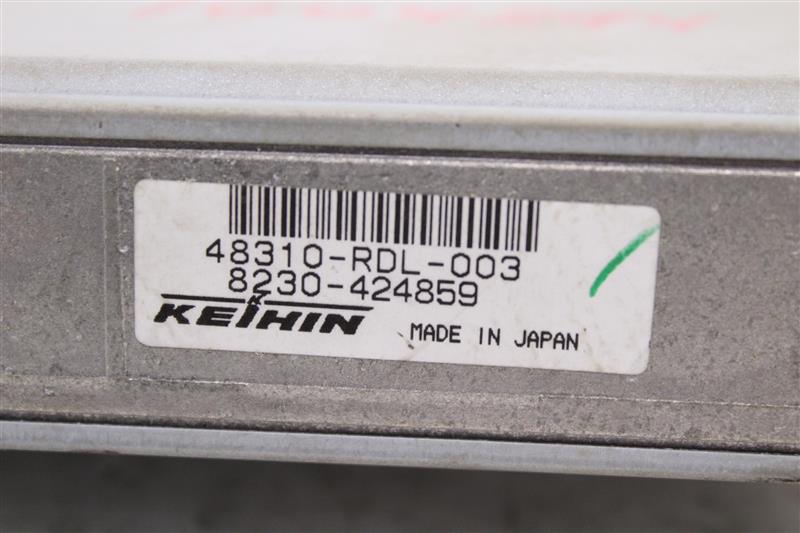 48310-RDL-003
8230-424859
KEIHIN
MADE IN JAPAN